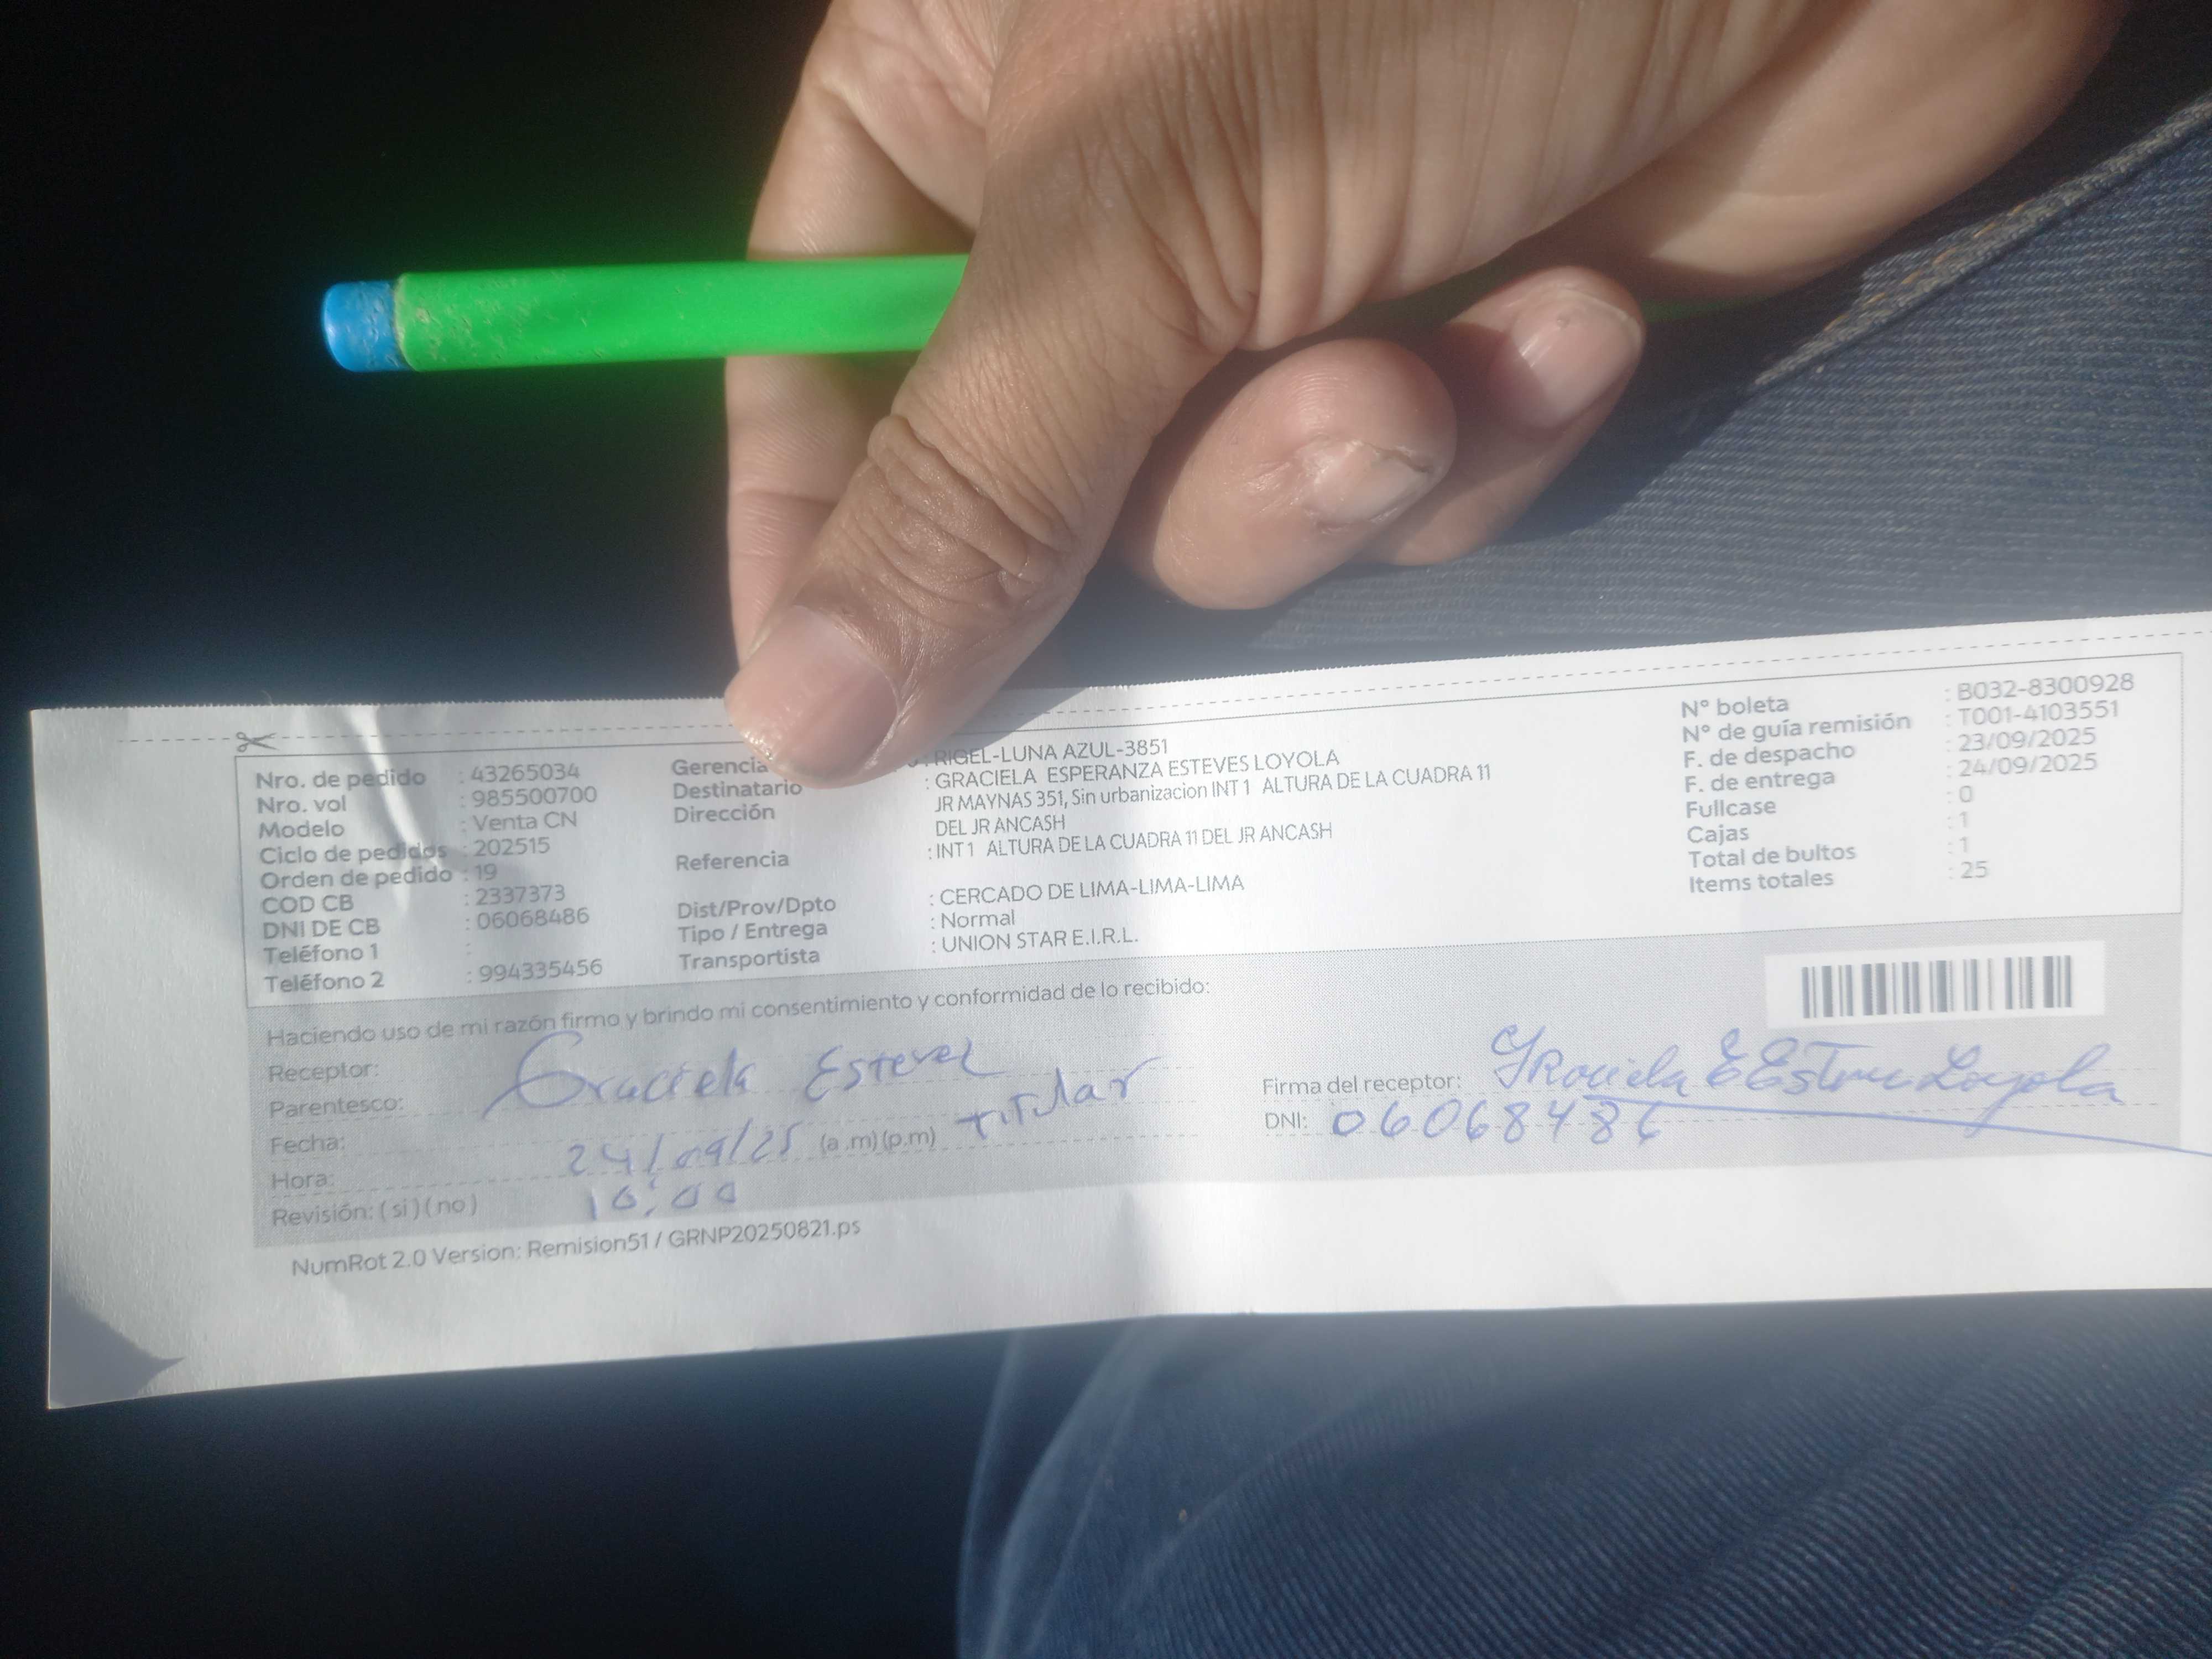 Nro. de pedido : 43265034
Nro. vol : 985500700
Modelo : Venta CN
Ciclo de pedidos : 202515
Orden de pedido : 19
COD CB : 2337373
DNI DE CB : 06068486
Teléfono 1 :
Teléfono 2 : 994335456
Gerencia : RIGEL-LUNA AZUL-3851
Destinatario : GRACIELA ESPERANZA ESTEVES LOYOLA
Dirección JR MAYNAS 351, Sin urbanizacion INT 1 ALTURA DE LA CUADRA 11
DEL JR ANCASH
Referencia : INT 1 ALTURA DE LA CUADRA 11 DEL JR ANCASH
Dist/Prov/Dpto : CERCADO DE LIMA-LIMA-LIMA
Tipo / Entrega : Normal
Transportista : UNION STAR E.I.R.L.
N° boleta : B032-8300928
N° de guía remisión : T001-4103551
F. de despacho : 23/09/2025
F. de entrega : 24/09/2025
Fullcase : 0
Cajas : 1
Total de bultos : 1
Items totales : 25
Haciendo uso de mi razón firmo y brindo mi consentimiento y conformidad de lo recibido:
Receptor: Graciela Esteves
Parentesco: Titular
Fecha: 24/09/25 (a.m)(p.m)
Hora: 10:00
Revisión: ( si ) ( no )
Firma del receptor: Graciela E Loyola
DNI: 06068486
NumRot 2.0 Version: Remision51 / GRNP20250821.ps